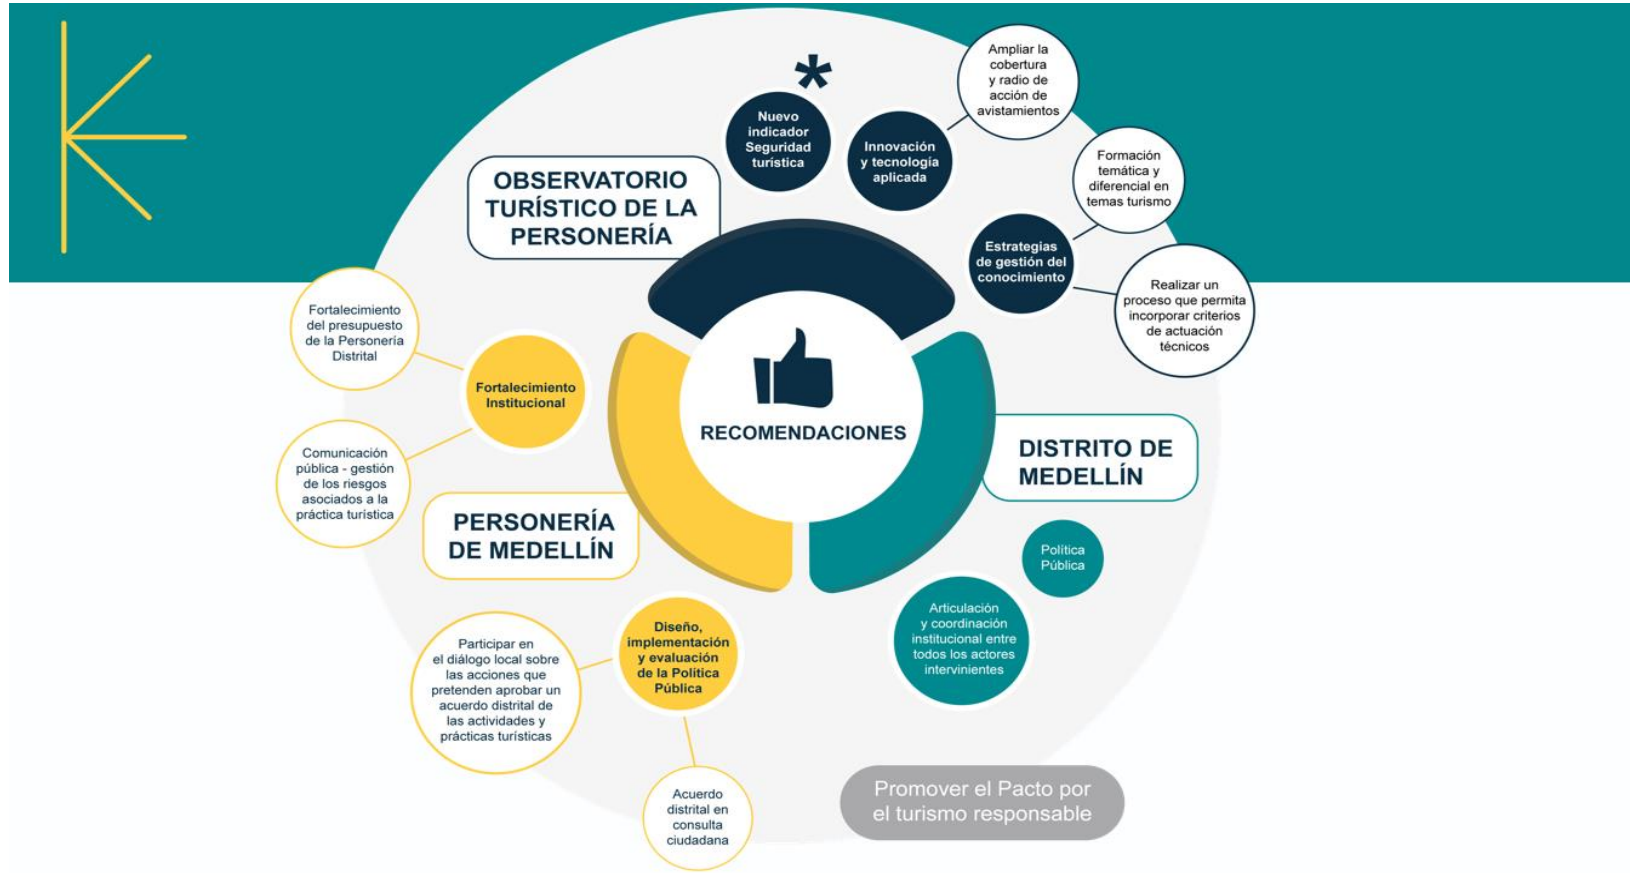 *
Nuevo
indicador
Seguridad
turística
Innovación
y tecnología
aplicada
Ampliar la
cobertura
y radio de
acción de
avistamientos
Formación
temática y
diferencial en
temas turismo
Estrategias
de gestión del
conocimiento
Realizar un
proceso que permita
incorporar criterios
de actuación
técnicos
OBSERVATORIO
TURÍSTICO DE LA
PERSONERÍA
Fortalecimiento
del presupuesto
de la Personería
Distrital
Fortalecimiento
Institucional
Comunicación
pública - gestión
de los riesgos
asociados a la
práctica turística
RECOMENDACIONES
DISTRITO DE
MEDELLÍN
PERSONERÍA
DE MEDELLÍN
Política
Pública
Articulación
y coordinación
institucional entre
todos los actores
intervinientes
Diseño,
implementación
y evaluación
de la Política
Pública
Participar en
el diálogo local sobre
las acciones que
pretenden aprobar un
acuerdo distrital de
las actividades y
prácticas turísticas
Acuerdo
distrital en
consulta
ciudadana
Promover el Pacto por
el turismo responsable